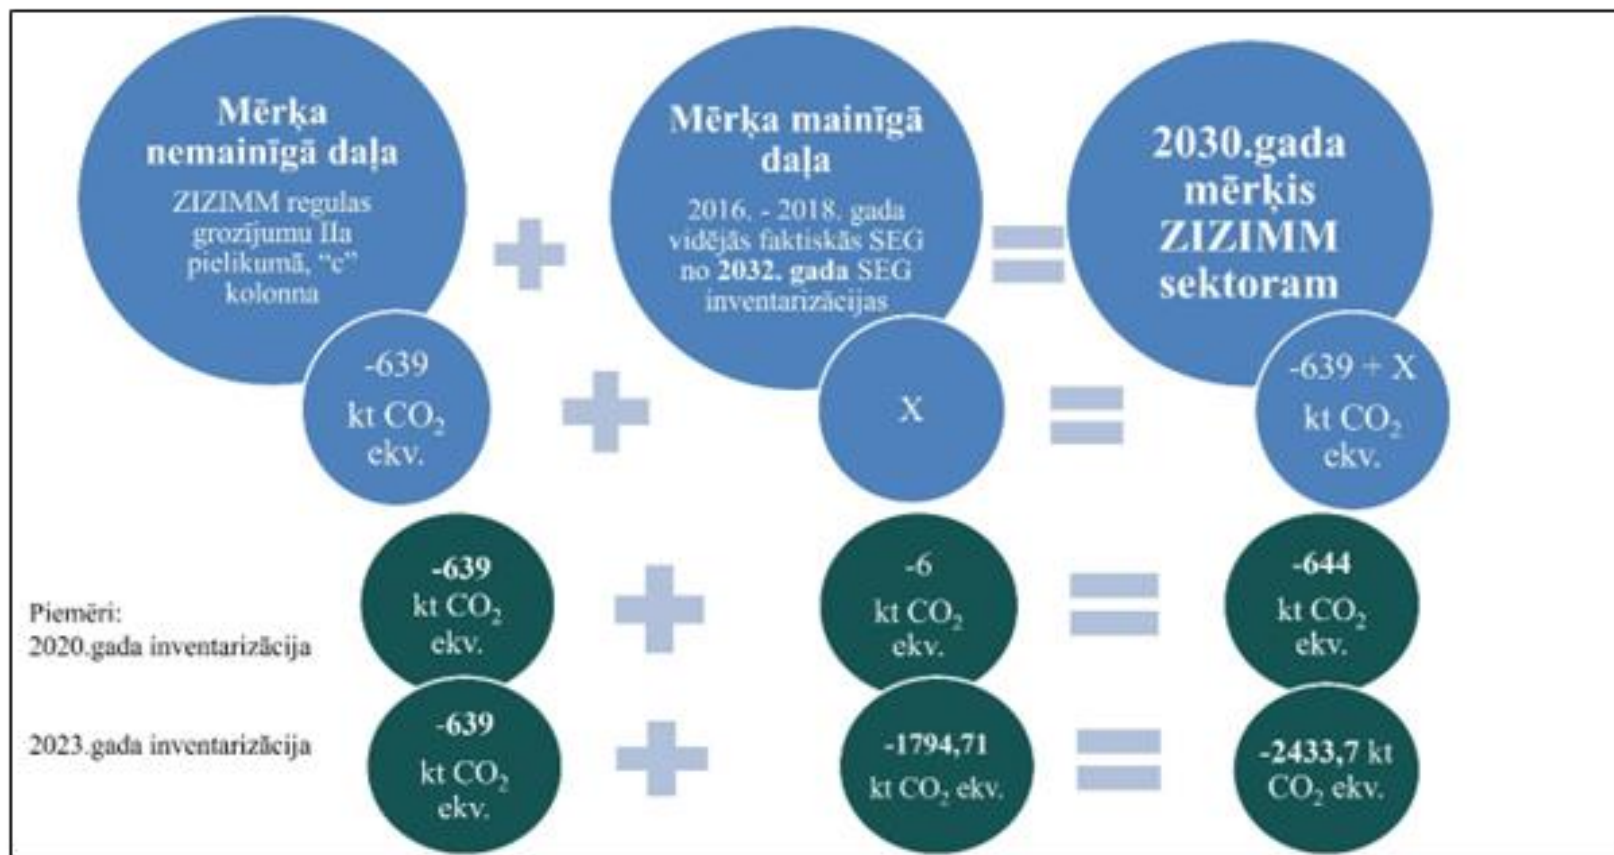 Mērķa
nemainīgā daļa
ZIZIMM regulas
grozījumu IIa
pielikumā, “c”
kolonna
+
Mērķa mainīgā
daļa
2016. - 2018. gada
vidējās faktiskās SEG
no 2032. gada SEG
inventarizācijas
=
2030.gada
mērķis
ZIZIMM
sektoram
-639
kt CO₂
ekv.
+
X
=
-639 + X
kt CO₂
ekv.
Piemēri:
2020.gada inventarizācija
-639
kt CO₂
ekv.
+
-6
kt CO₂
ekv.
=
-644
kt CO₂
ekv.
2023.gada inventarizācija
-639
kt CO₂
ekv.
+
-1794,71
kt CO₂ ekv.
=
-2433,7 kt
CO₂ ekv.